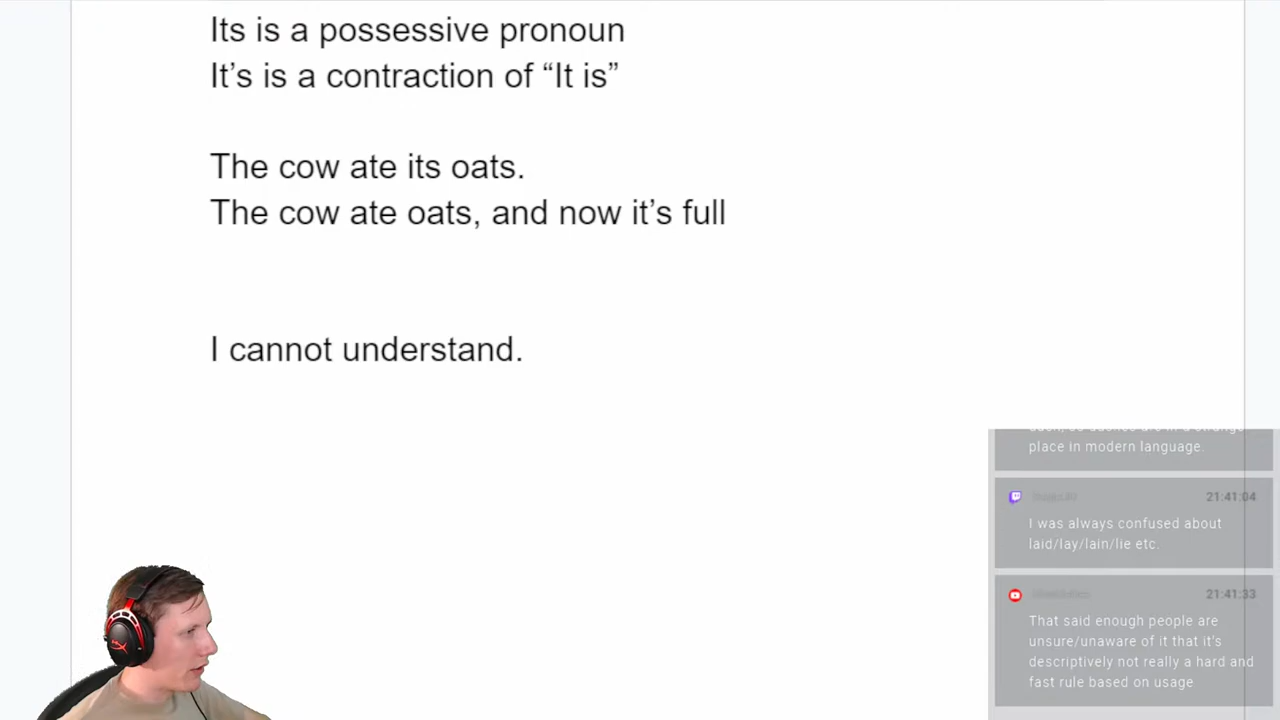 Its is a possessive pronoun
It’s is a contraction of “It is”
The cow ate its oats.
The cow ate oats, and now it’s full
I cannot understand.
place in modern language.
21:41:04
I was always confused about
laid/lay/lain/lie etc.
21:41:33
That said enough people are
unsure/unaware of it that it's
descriptively not really a hard and
fast rule based on usage